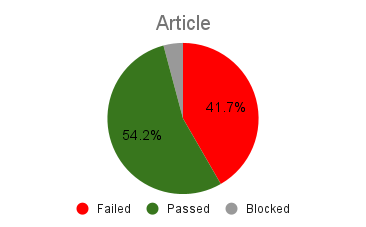 Article
41.7%
54.2%
Failed Passed Blocked